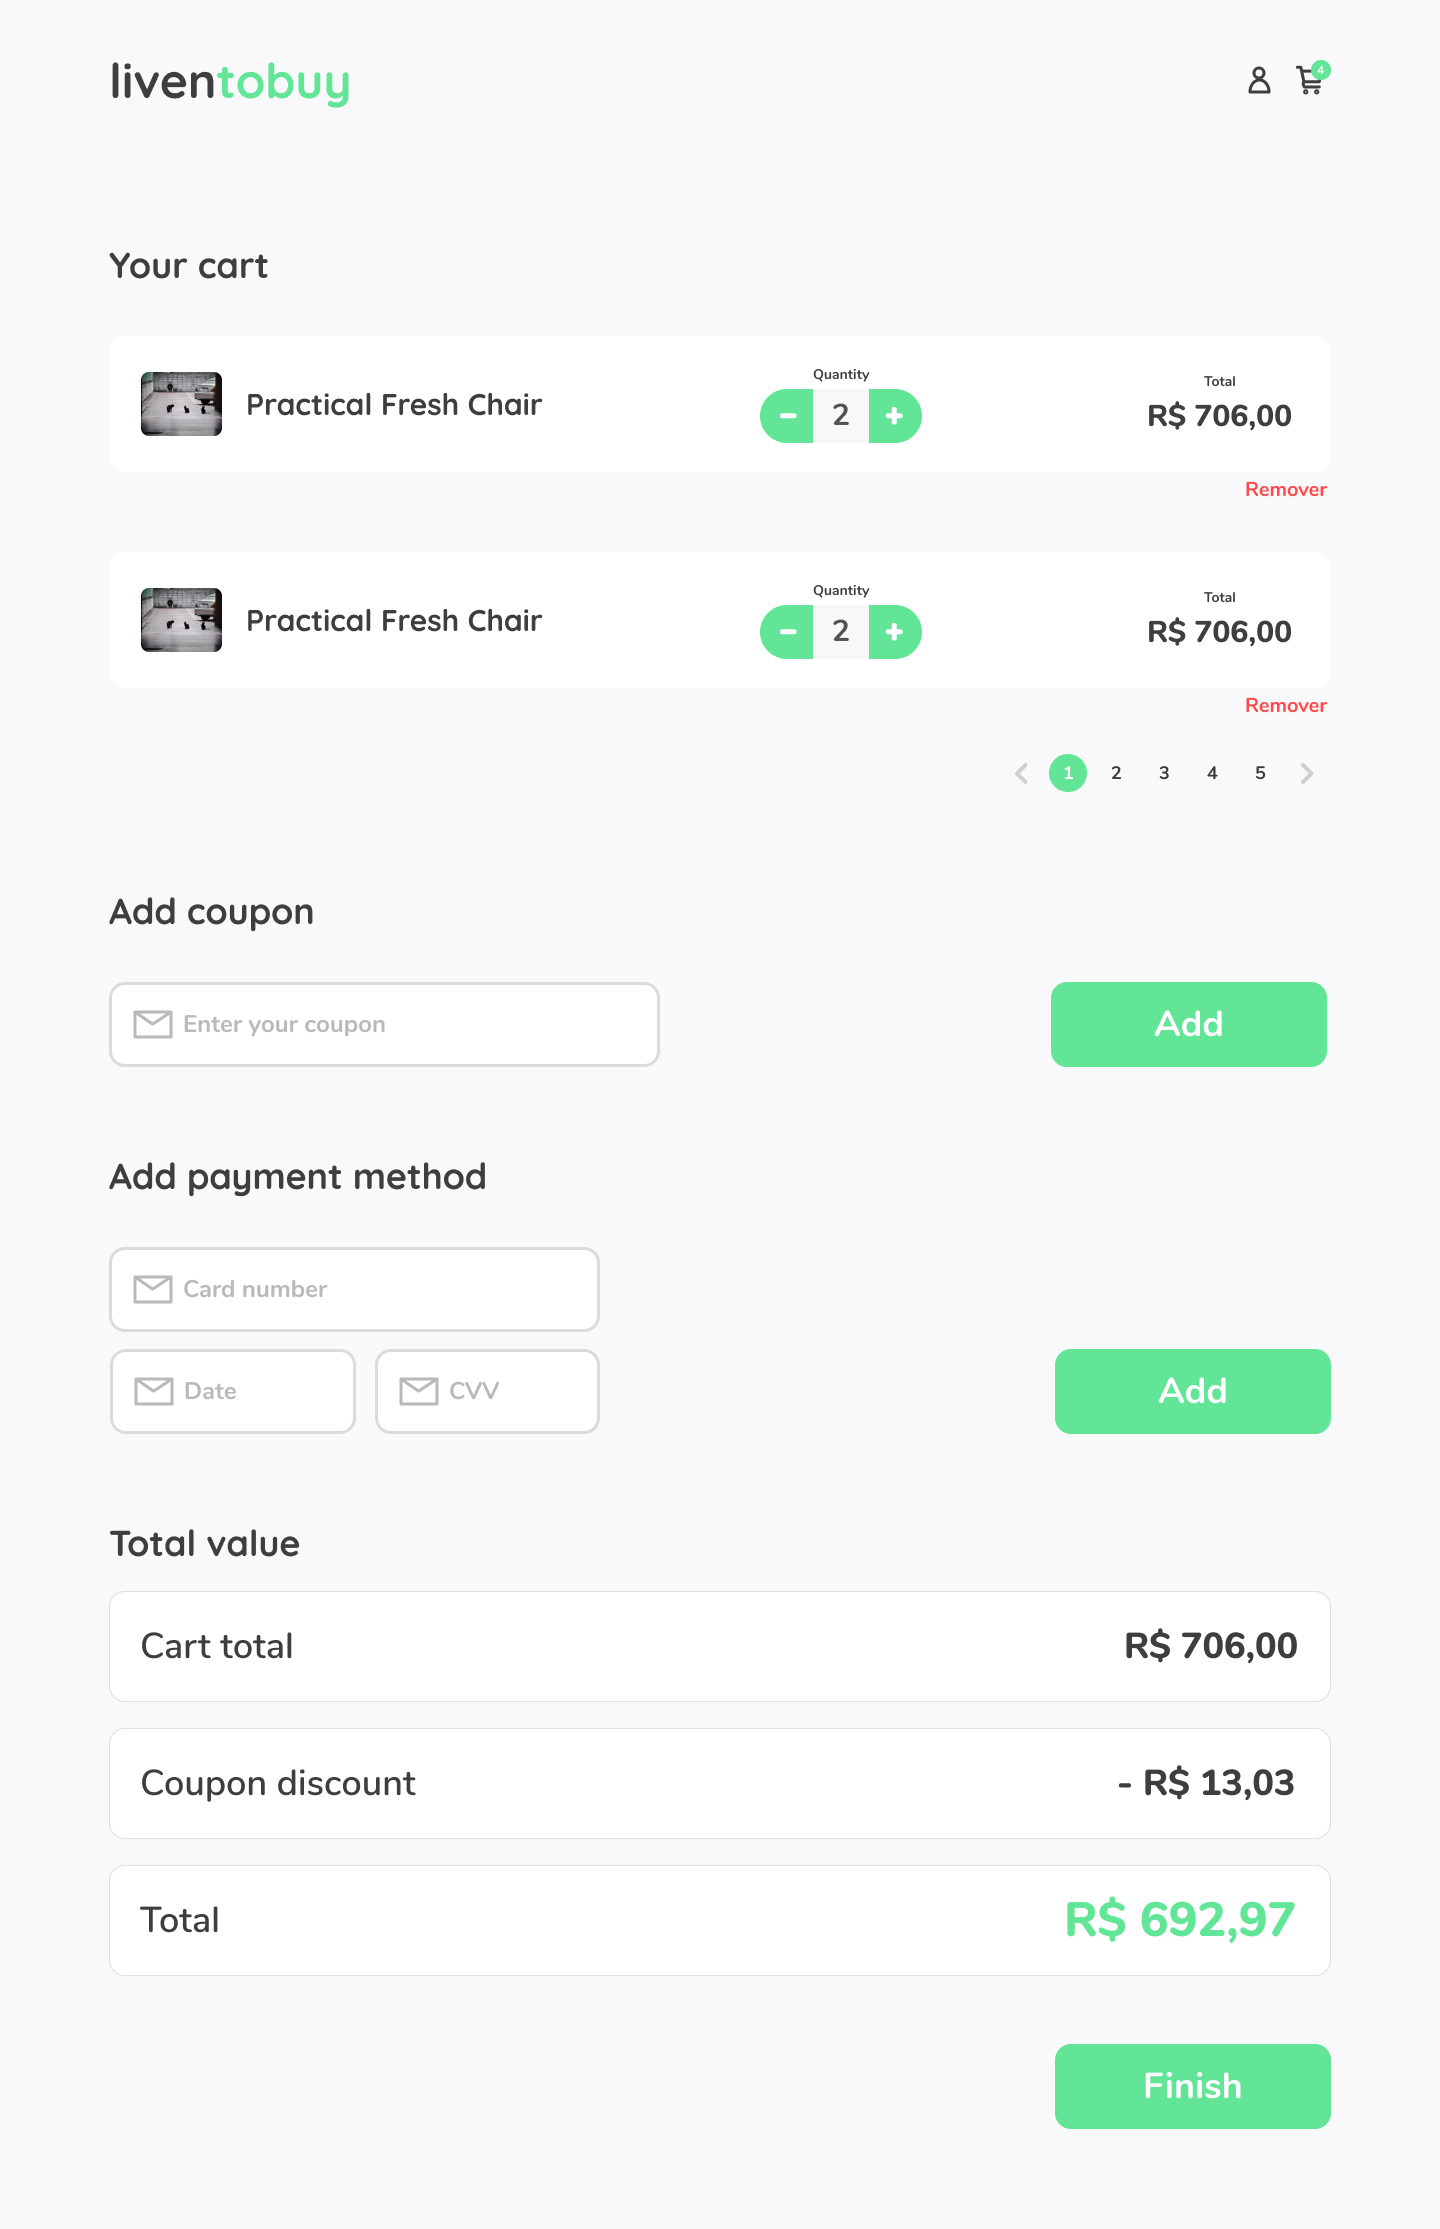 liventobuy
4
Your cart
Practical Fresh Chair
Quantity
2
Total
R$ 706,00
Remover
Practical Fresh Chair
Quantity
2
Total
R$ 706,00
Remover
1 2 3 4 5
Add coupon
Enter your coupon
Add
Add payment method
Card number
Date
CVV
Add
Total value
Cart total
R$ 706,00
Coupon discount
- R$ 13,03
Total
R$ 692,97
Finish